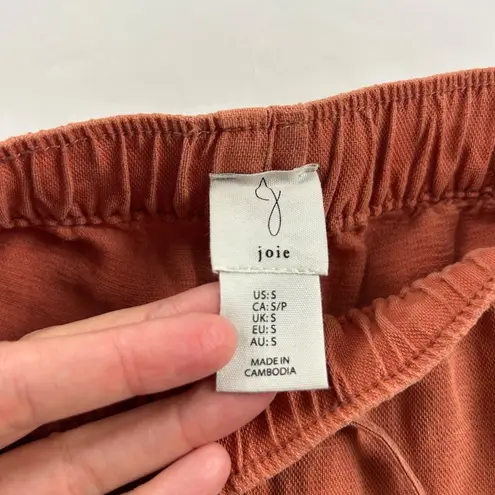 joie
US: S
CA: S/P
UK: S
EU: S
AU: S
MADE IN
CAMBODIA